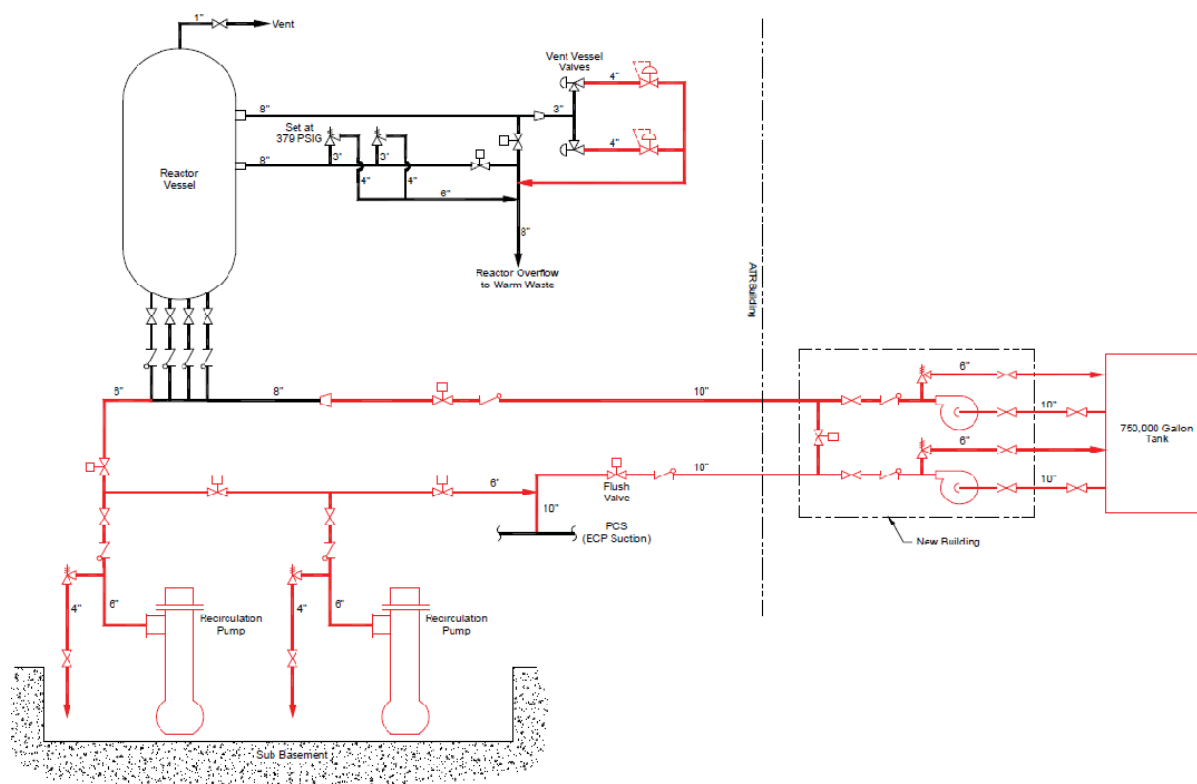 1"
Vent
Vent Vessel
Valves
4"
8"
3"
Set at
379 PSIG
3"
3"
4"
8"
4"
4"
6"
8"
Reactor
Vessel
Reactor Overflow
to Warm Waste
ATR Building
6"
8"
10"
6"
10"
750,000 Gallon
Tank
6"
10"
10"
6"
Flush
Valve
10"
PCS
(ECP Suction)
New Building
4"
6"
Recirculation
Pump
4"
6"
Recirculation
Pump
Sub Basement